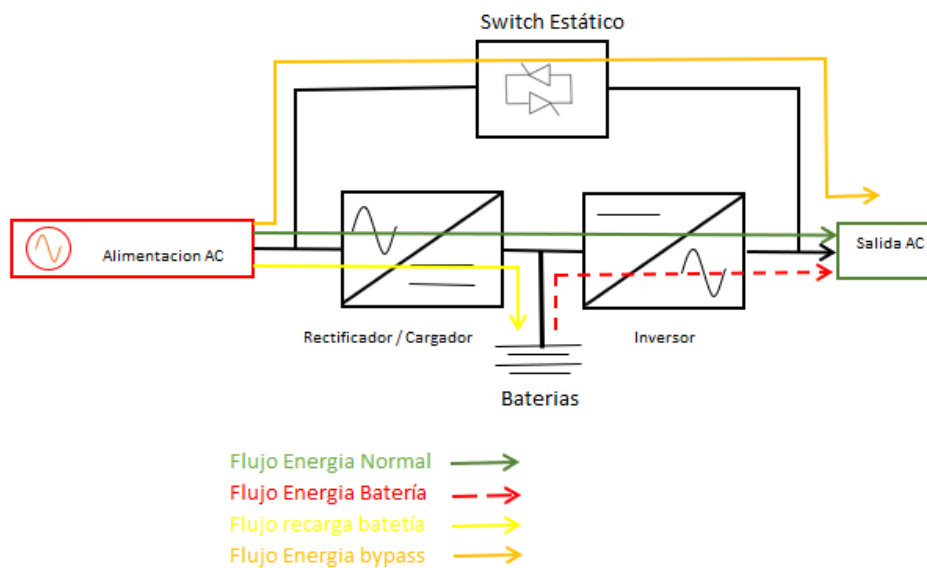 Switch Estático
Alimentacion AC
Salida AC
Rectificador / Cargador
Inversor
Baterias
Flujo Energia Normal
Flujo Energia Batería
Flujo recarga batetía
Flujo Energia bypass